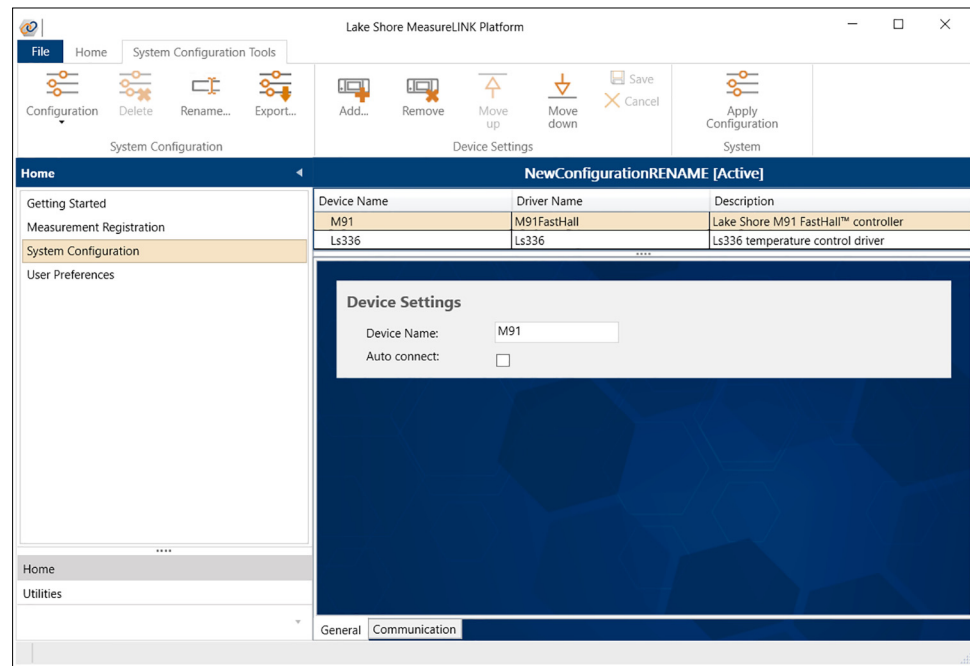 Lake Shore MeasureLINK Platform
File Home System Configuration Tools
Configuration Delete Rename... Export... Add... Remove Move up Move down Save Cancel Apply Configuration
System Configuration Device Settings System
Home
NewConfigurationRENAME [Active]
Getting Started
Measurement Registration
System Configuration
User Preferences
Device Name Driver Name Description
M91 M91FastHall Lake Shore M91 FastHall™ controller
Ls336 Ls336 Ls336 temperature control driver
Device Settings
Device Name: M91
Auto connect:
Home
Utilities
General Communication